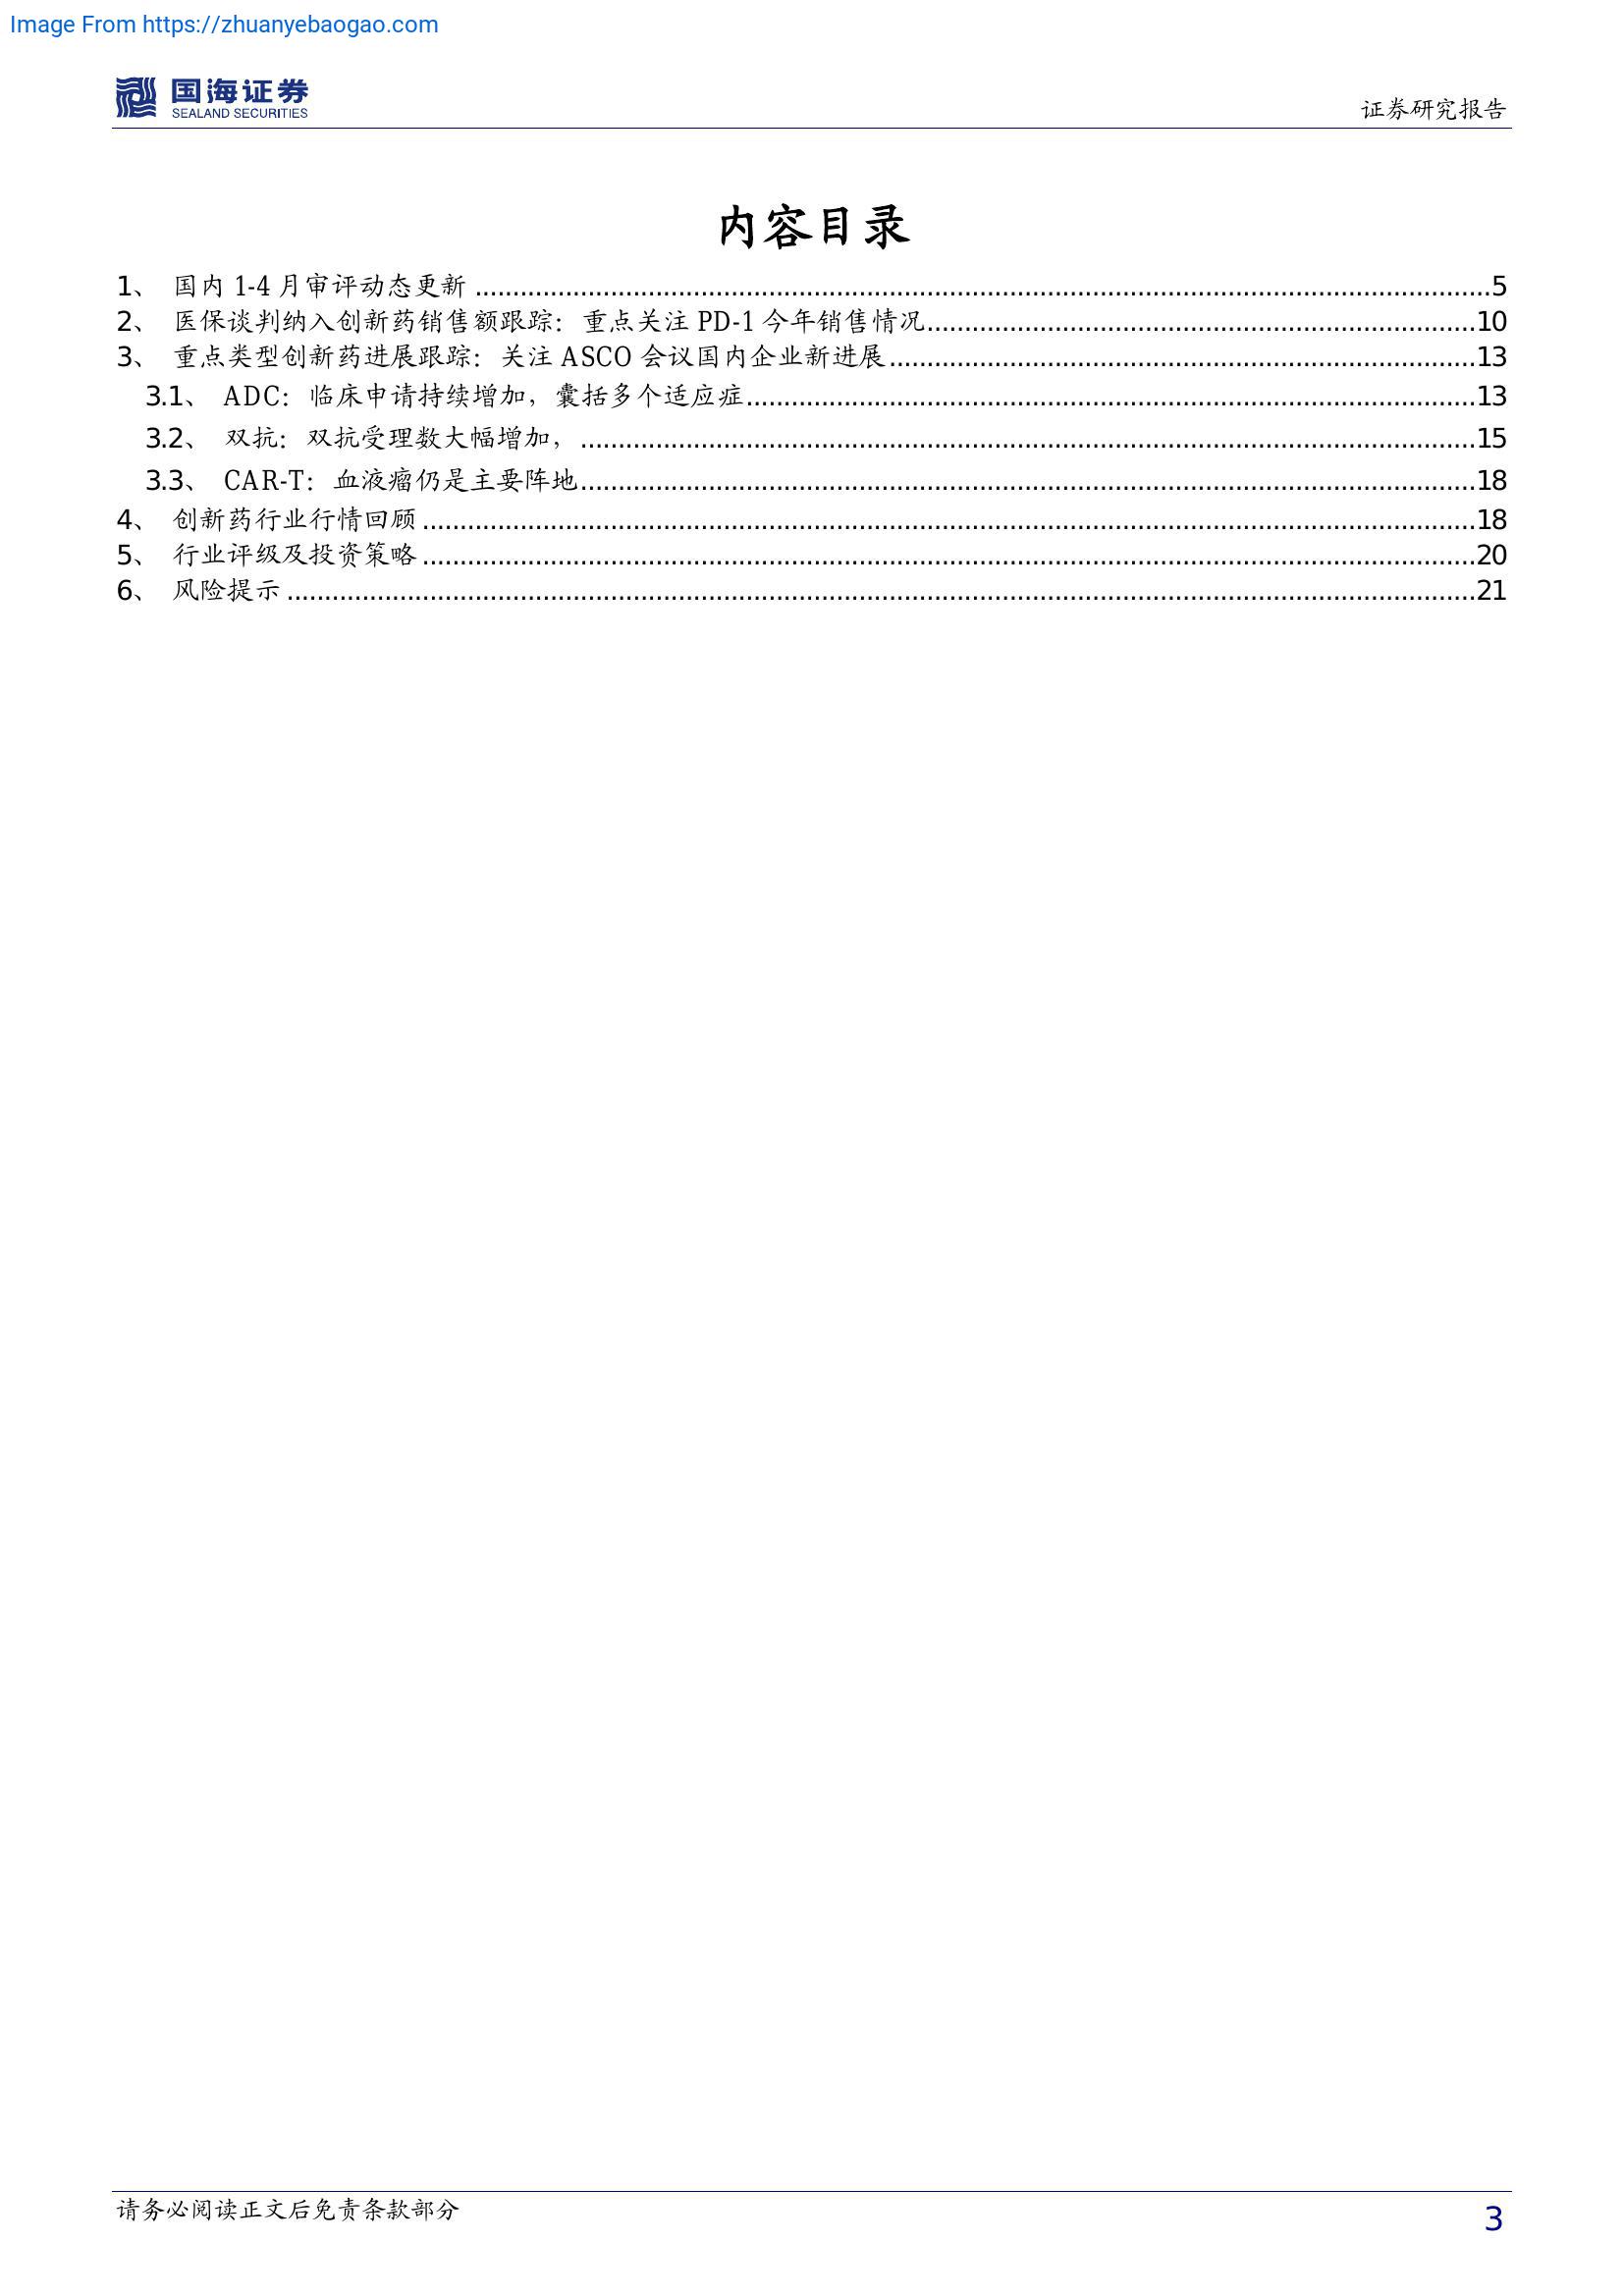 Image From https://zhuanyebaogao.com
国海证券
SEALAND SECURITIES
证券研究报告
内容目录
1、 国内 1-4 月审评动态更新 ........................................ 5
2、 医保谈判纳入创新药销售额跟踪：重点关注 PD-1 今年销售情况 ........................................ 10
3、 重点类型创新药进展跟踪：关注 ASCO 会议国内企业新进展 ........................................ 13
3.1、 ADC：临床申请持续增加，囊括多个适应症 ........................................ 13
3.2、 双抗：双抗受理数大幅增加， ........................................ 15
3.3、 CAR-T：血液瘤仍是主要阵地 ........................................ 18
4、 创新药行业行情回顾 ........................................ 18
5、 行业评级及投资策略 ........................................ 20
6、 风险提示 ........................................ 21
请务必阅读正文后免责条款部分
3